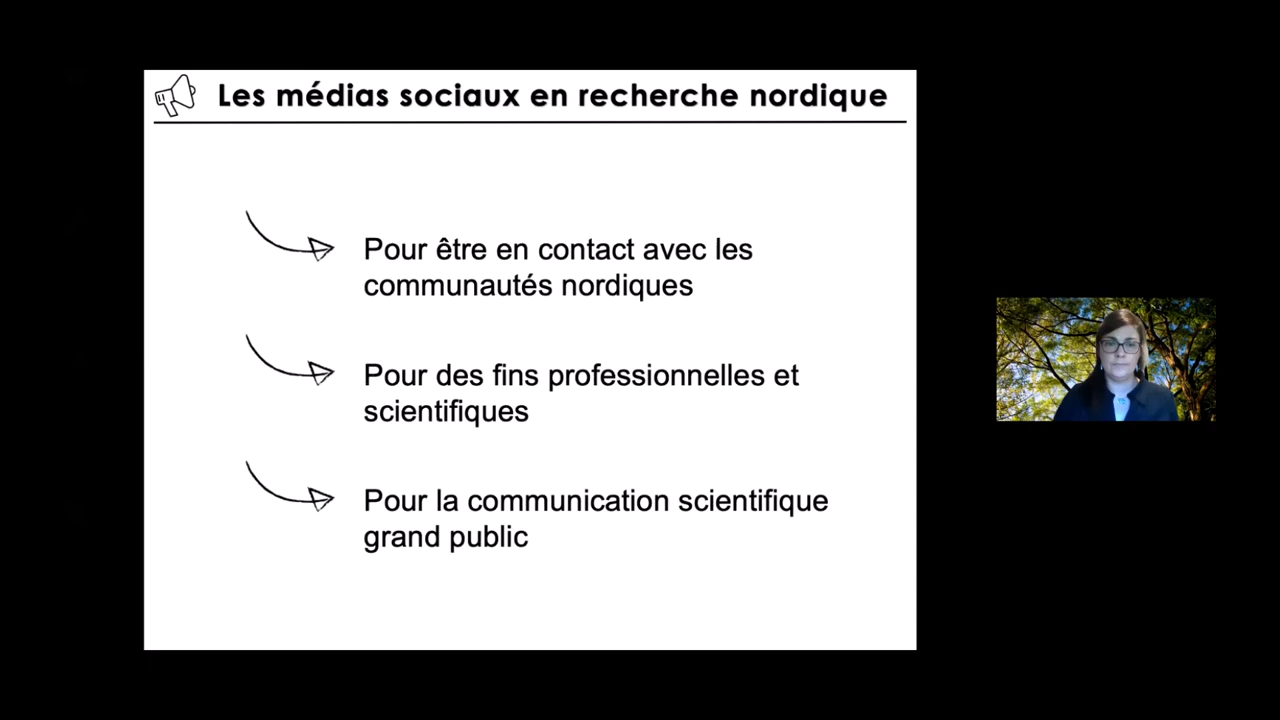 Les médias sociaux en recherche nordique
Pour être en contact avec les
communautés nordiques
Pour des fins professionnelles et
scientifiques
Pour la communication scientifique
grand public